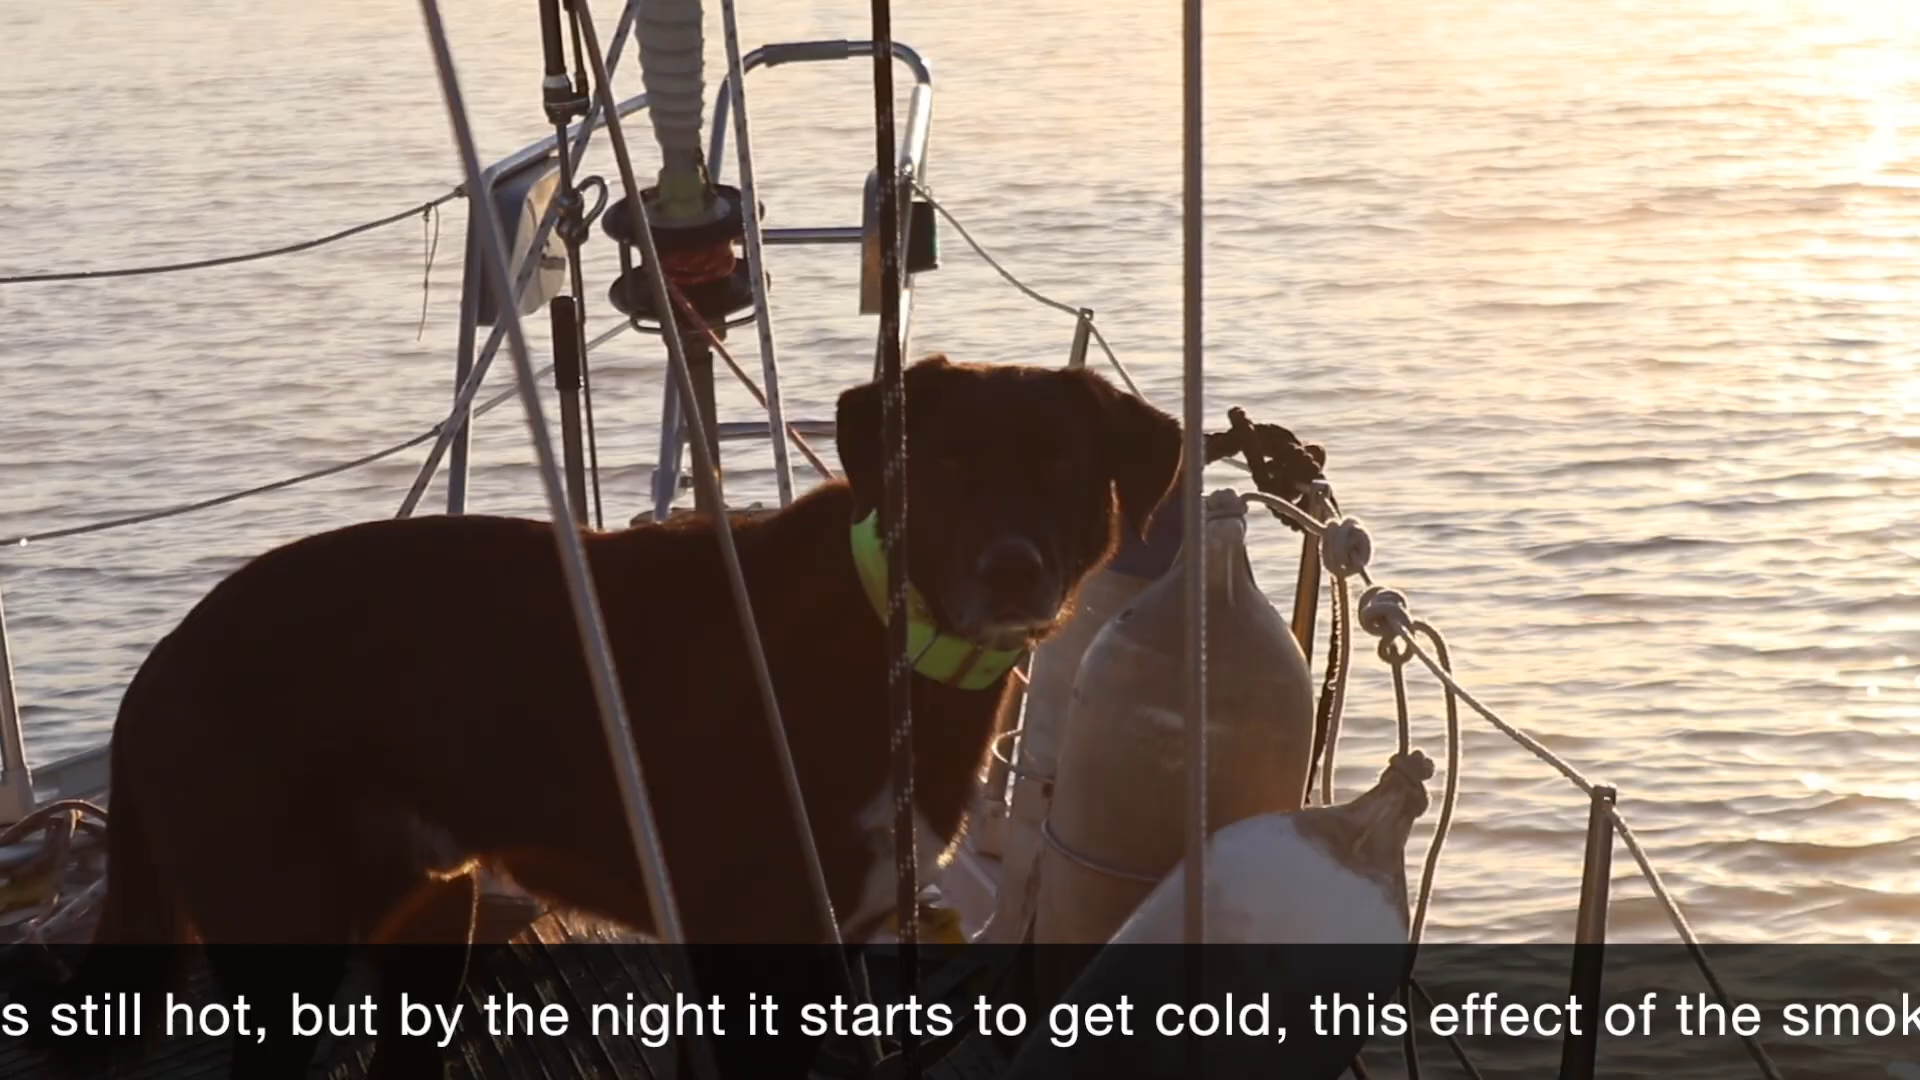 s still hot, but by the night it starts to get cold, this effect of the smok